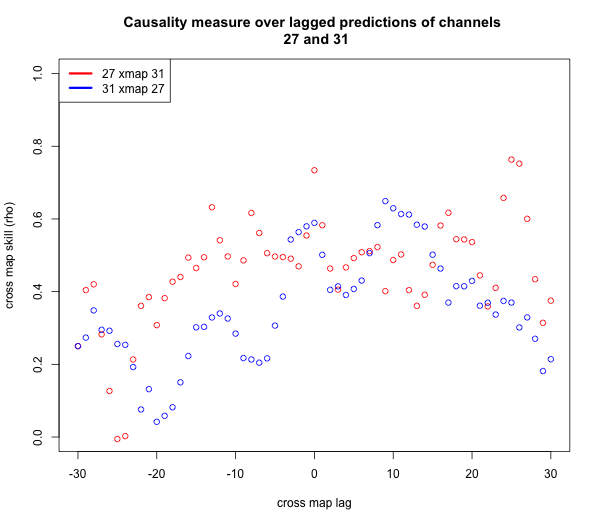 Causality measure over lagged predictions of channels
27 and 31
27 xmap 31
31 xmap 27
cross map skill (rho)
1.0
0.8
0.6
0.4
0.2
0.0
-30
-20
-10
0
10
20
30
cross map lag